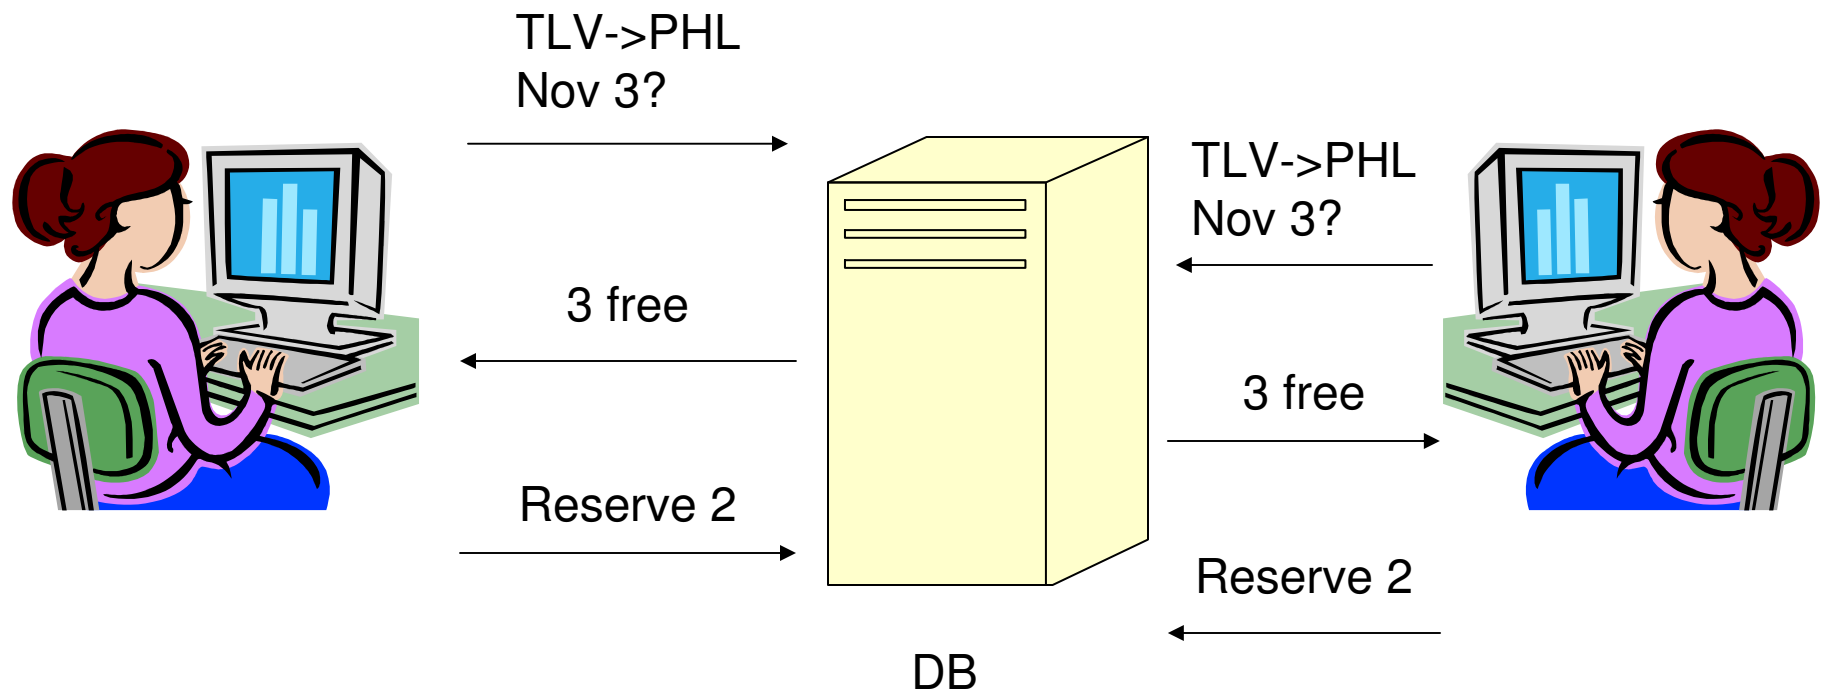 TLV->PHL
Nov 3?
3 free
Reserve 2
TLV->PHL
Nov 3?
3 free
Reserve 2
DB